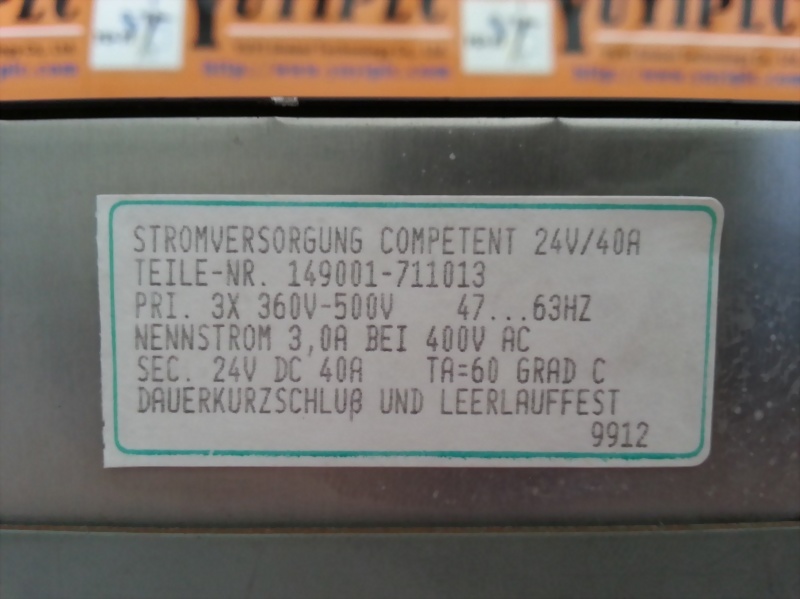 YUYIPLC
STROMVERSORGUNG COMPETENT 24V/40A
TEILE-NR. 149001-711013
PRI. 3X 360V-500V 47...63HZ
NENNSTROM 3,0A BEI 400V AC
SEC. 24V DC 40A TA=60 GRAD C
DAUERKURZSCHLUß UND LEERLAUFFEST
9912